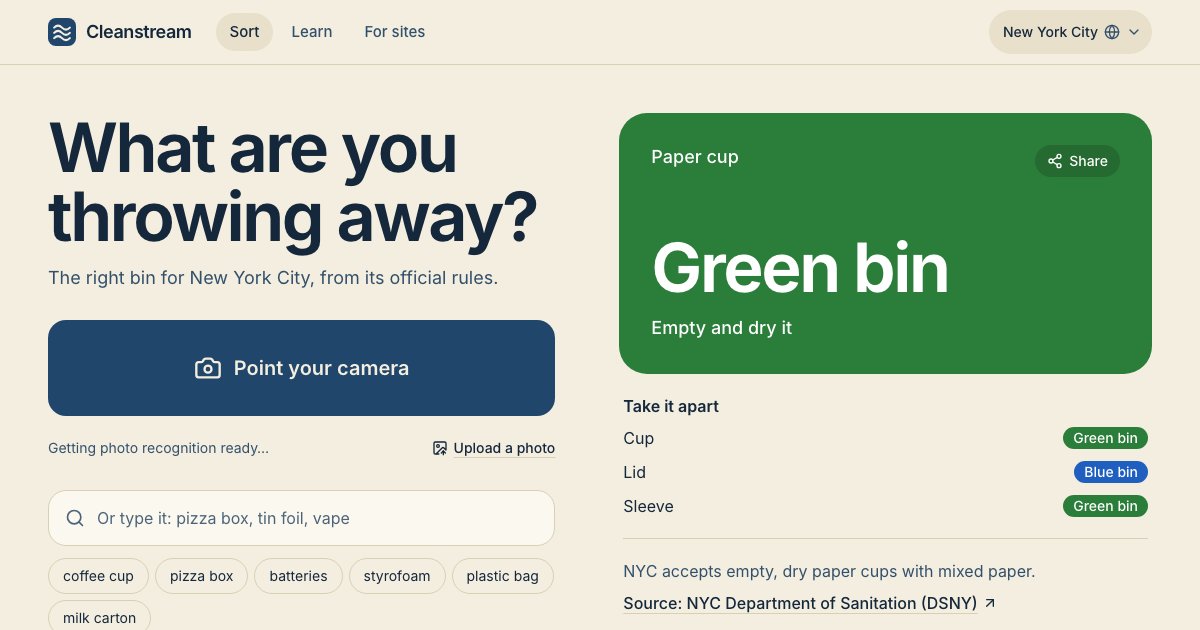 Cleanstream
Sort
Learn
For sites
New York City
What are you
throwing away?
The right bin for New York City, from its official rules.
Point your camera
Getting photo recognition ready...
Upload a photo
Or type it: pizza box, tin foil, vape
coffee cup
pizza box
batteries
styrofoam
plastic bag
milk carton
Paper cup
Share
Green bin
Empty and dry it
Take it apart
Cup
Green bin
Lid
Blue bin
Sleeve
Green bin
NYC accepts empty, dry paper cups with mixed paper.
Source: NYC Department of Sanitation (DSNY)